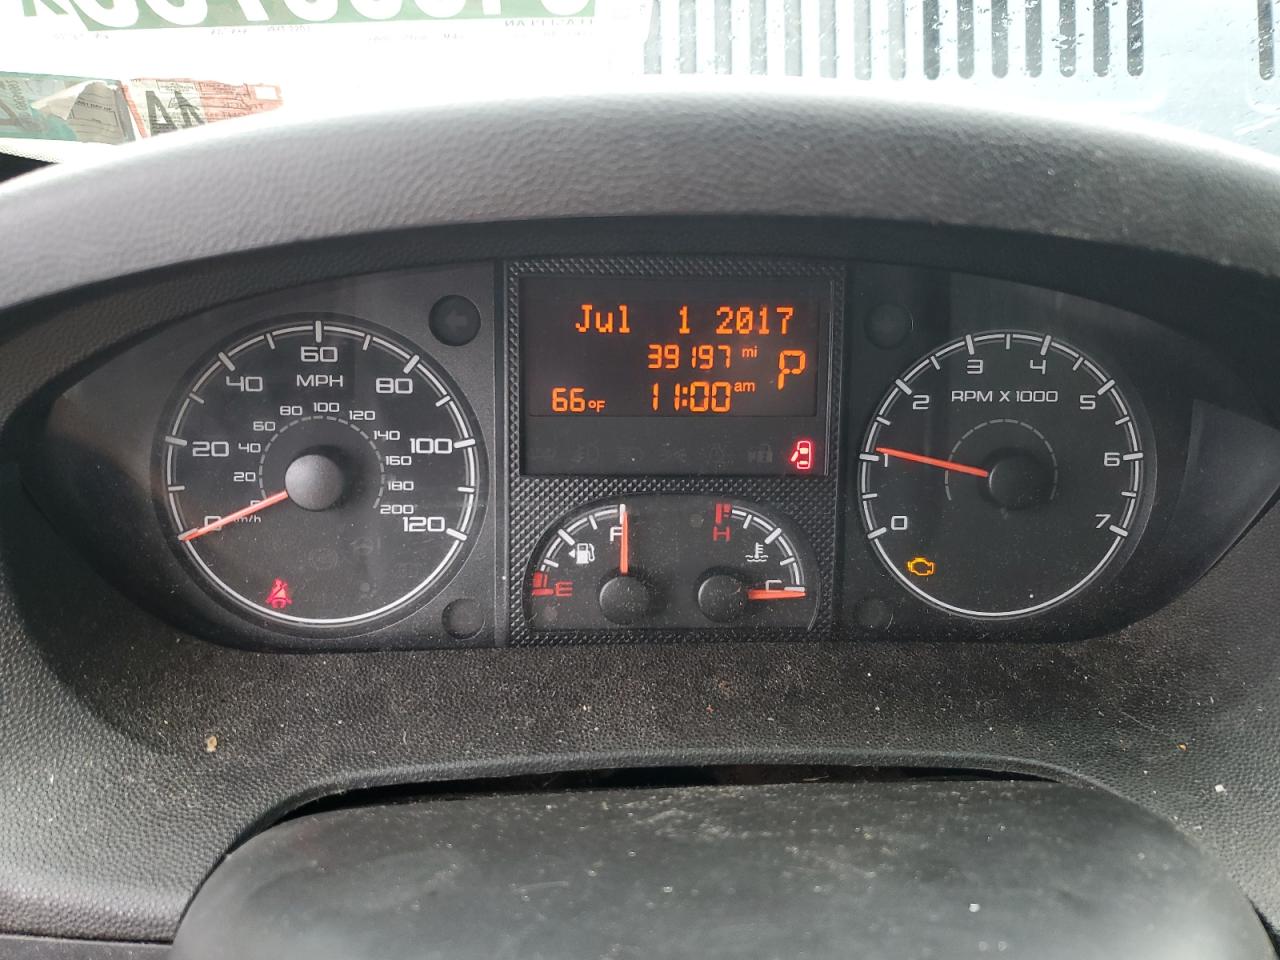 44
Jul 1 2017
39197 mi
P
66°F 11:00 am
0 20 40 60 80 100 120
MPH
0 20 40 60 80 100 120 140 160 180 200
km/h
E F
H C
0 1 2 3 4 5 6 7
RPM X 1000